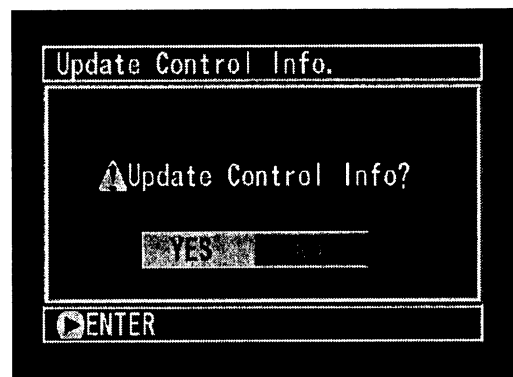 Update Control Info.
Update Control Info?
YES
ENTER